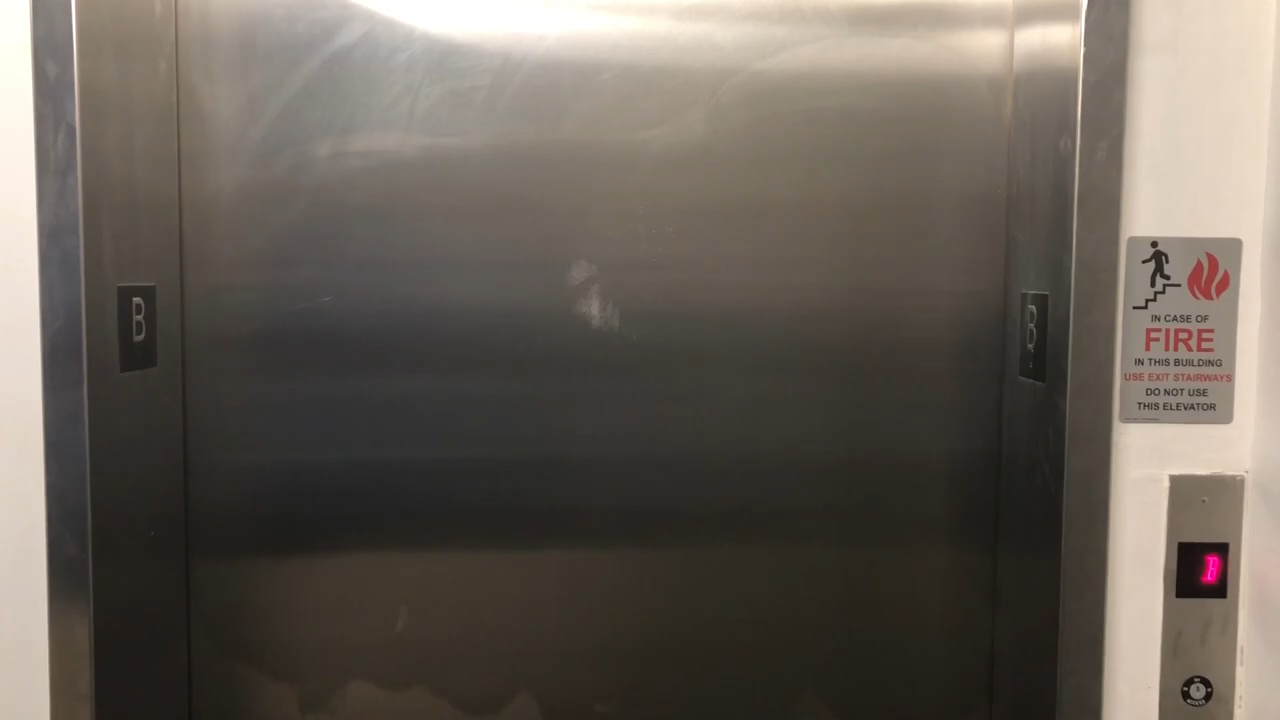 B
B
IN CASE OF
FIRE
IN THIS BUILDING
USE EXIT STAIRWAYS
DO NOT USE
THIS ELEVATOR
B